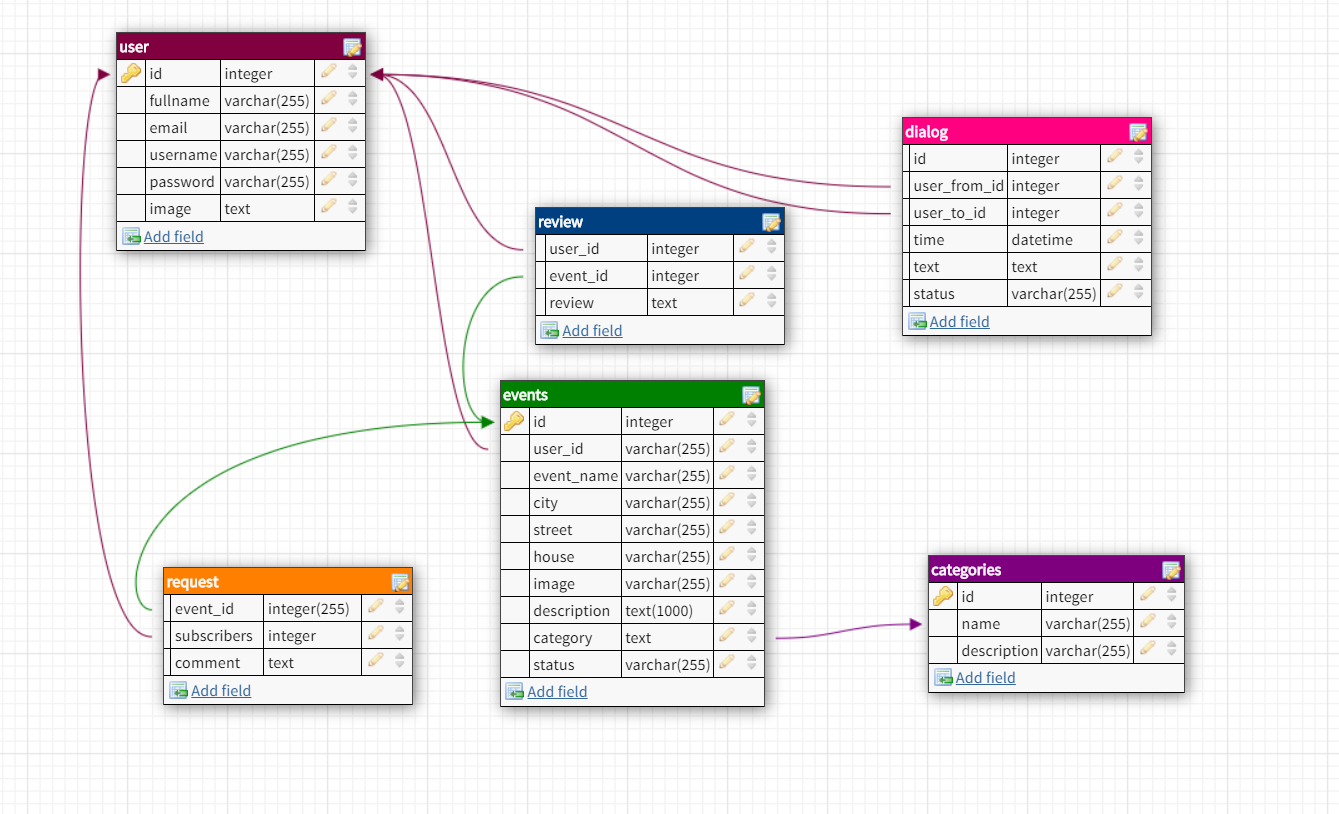 user
id integer
fullname varchar(255)
email varchar(255)
username varchar(255)
password varchar(255)
image text
Add field
dialog
id integer
user_from_id integer
user_to_id integer
time datetime
text text
status varchar(255)
Add field
review
user_id integer
event_id integer
review text
Add field
events
id integer
user_id varchar(255)
event_name varchar(255)
city varchar(255)
street varchar(255)
house varchar(255)
image varchar(255)
description text(1000)
category text
status varchar(255)
Add field
request
event_id integer(255)
subscribers integer
comment text
Add field
categories
id integer
name varchar(255)
description varchar(255)
Add field